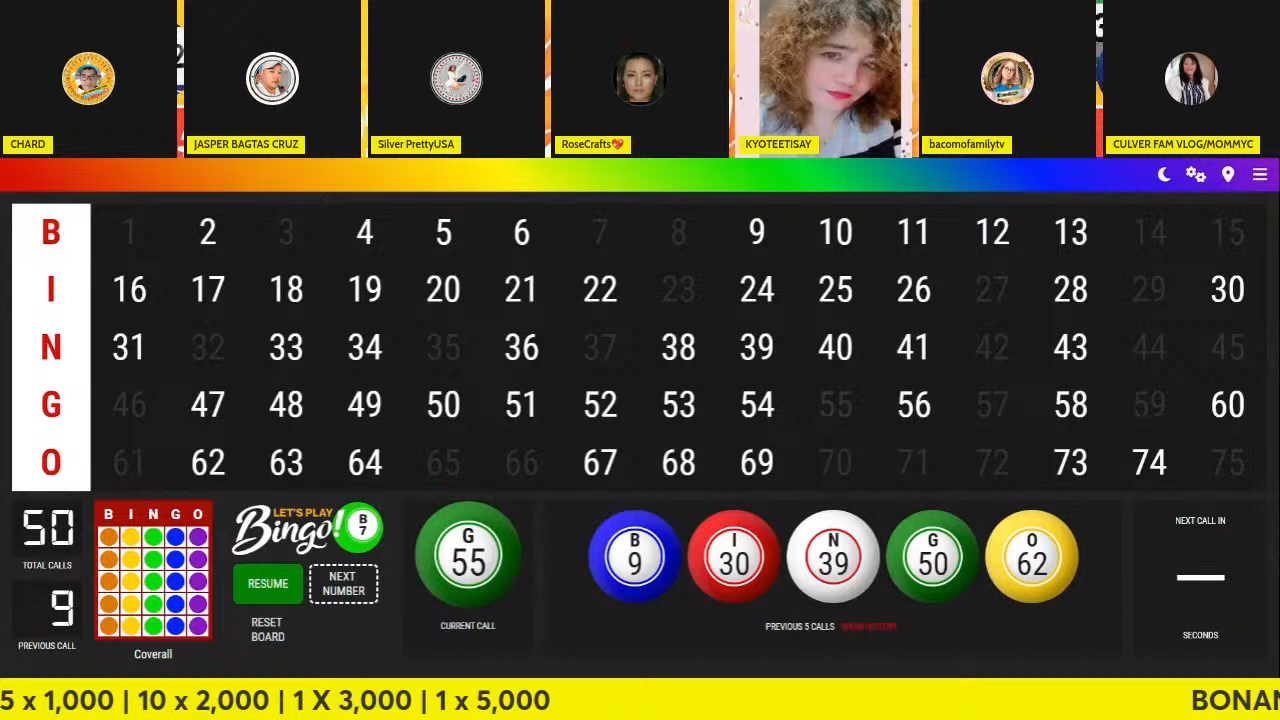 CHARD
JASPER BAGTAS CRUZ
Silver PrettyUSA
RoseCrafts💖
KYOTEETISAY
bacomofamilytv
CULVER FAM VLOG/MOMMYC
B 1 2 3 4 5 6 7 8 9 10 11 12 13 14 15
I 16 17 18 19 20 21 22 23 24 25 26 27 28 29 30
N 31 32 33 34 35 36 37 38 39 40 41 42 43 44 45
G 46 47 48 49 50 51 52 53 54 55 56 57 58 59 60
O 61 62 63 64 65 66 67 68 69 70 71 72 73 74 75
50
TOTAL CALLS
9
PREVIOUS CALL
B I N G O
Coverall
LET'S PLAY
Bingo!
B
7
RESUME
NEXT
NUMBER
RESET
BOARD
G
55
CURRENT CALL
B
9
I
30
N
39
G
50
O
62
PREVIOUS 5 CALLS
SHOW HISTORY
NEXT CALL IN
SECONDS
5 x 1,000 | 10 x 2,000 | 1 X 3,000 | 1 x 5,000
BONAN